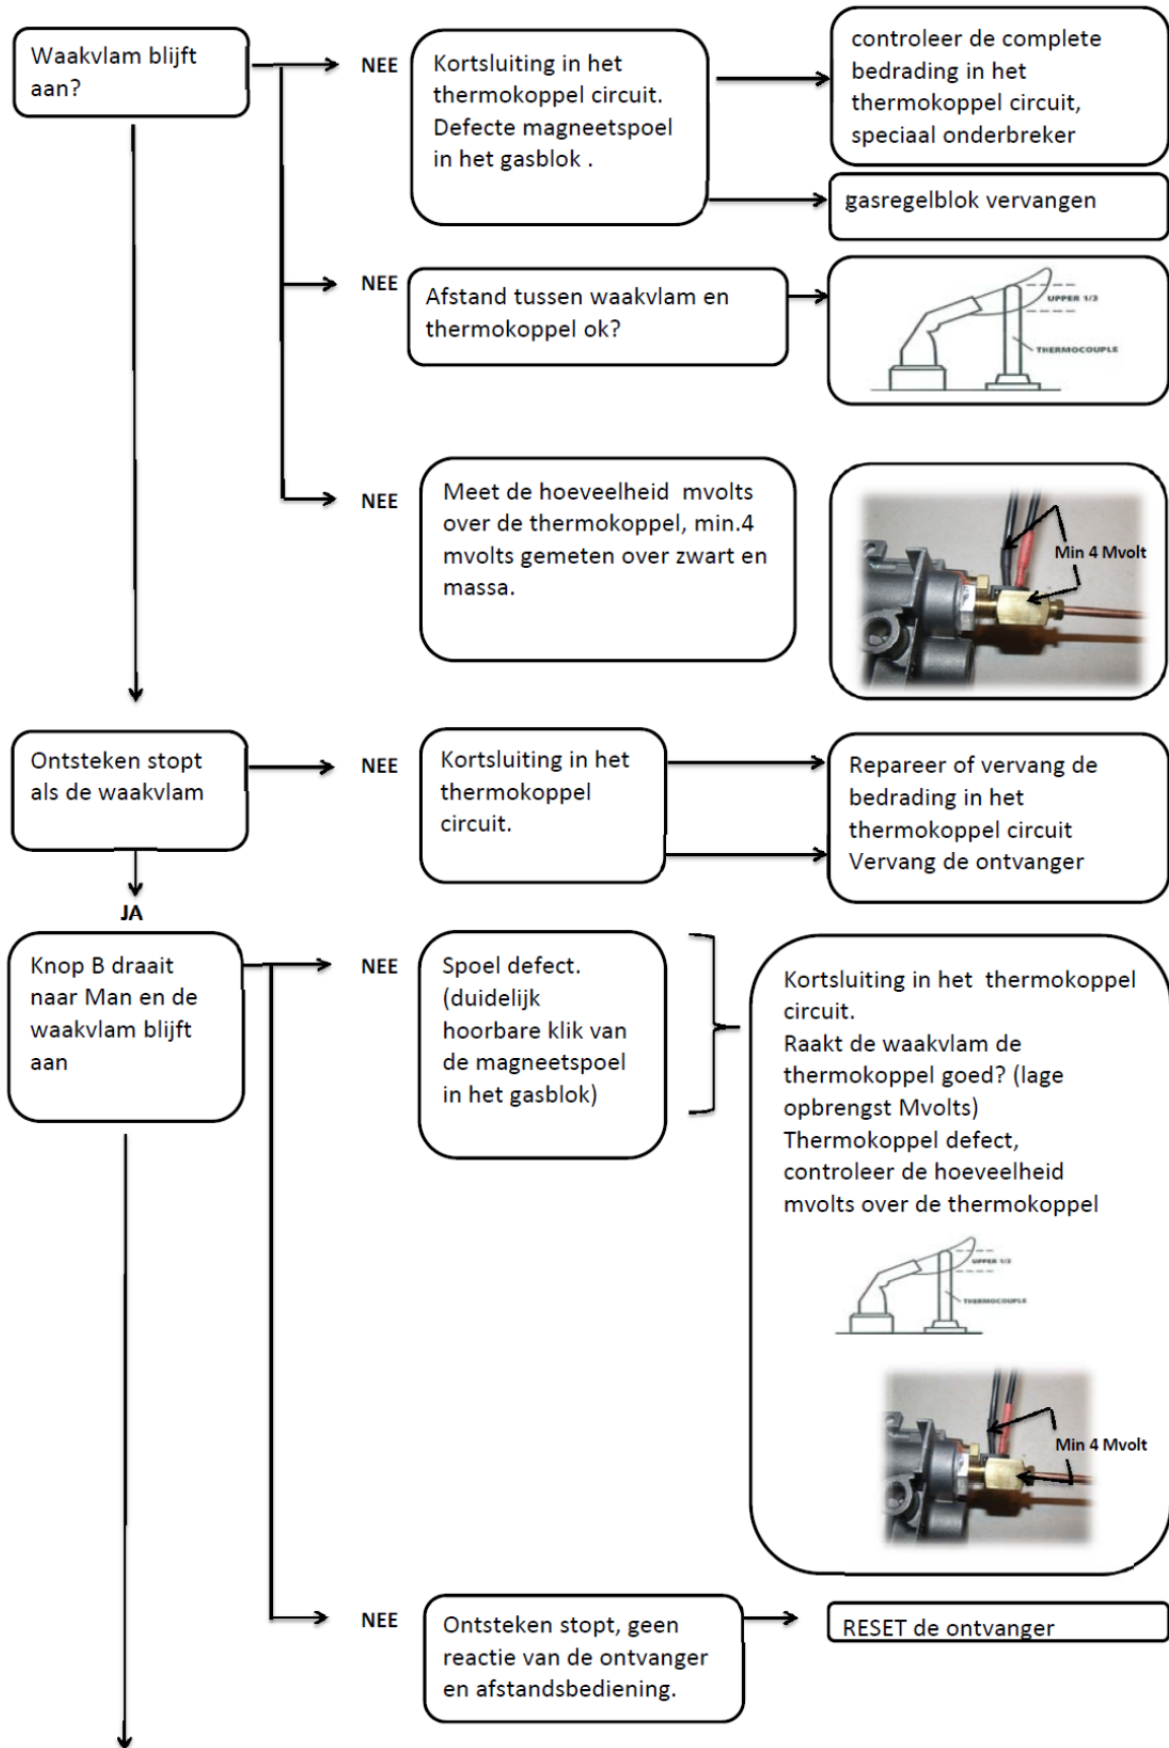 Waakvlam blijft
aan?
NEE
Kortsluiting in het
thermokoppel circuit.
Defecte magneetspoel
in het gasblok .
controleer de complete
bedrading in het
thermokoppel circuit,
speciaal onderbreker
gasregelblok vervangen
NEE
Afstand tussen waakvlam en
thermokoppel ok?
UPPER 1/3
THERMOCOUPLE
NEE
Meet de hoeveelheid mvolts
over de thermokoppel, min.4
mvolts gemeten over zwart en
massa.
Min 4 Mvolt
Ontsteken stopt
als de waakvlam
NEE
Kortsluiting in het
thermokoppel
circuit.
Repareer of vervang de
bedrading in het
thermokoppel circuit
Vervang de ontvanger
JA
Knop B draait
naar Man en de
waakvlam blijft
aan
NEE
Spoel defect.
(duidelijk
hoorbare klik van
de magneetspoel
in het gasblok)
Kortsluiting in het thermokoppel
circuit.
Raakt de waakvlam de
thermokoppel goed? (lage
opbrengst Mvolts)
Thermokoppel defect,
controleer de hoeveelheid
mvolts over de thermokoppel
UPPER 1/3
THERMOCOUPLE
Min 4 Mvolt
NEE
Ontsteken stopt, geen
reactie van de ontvanger
en afstandsbediening.
RESET de ontvanger